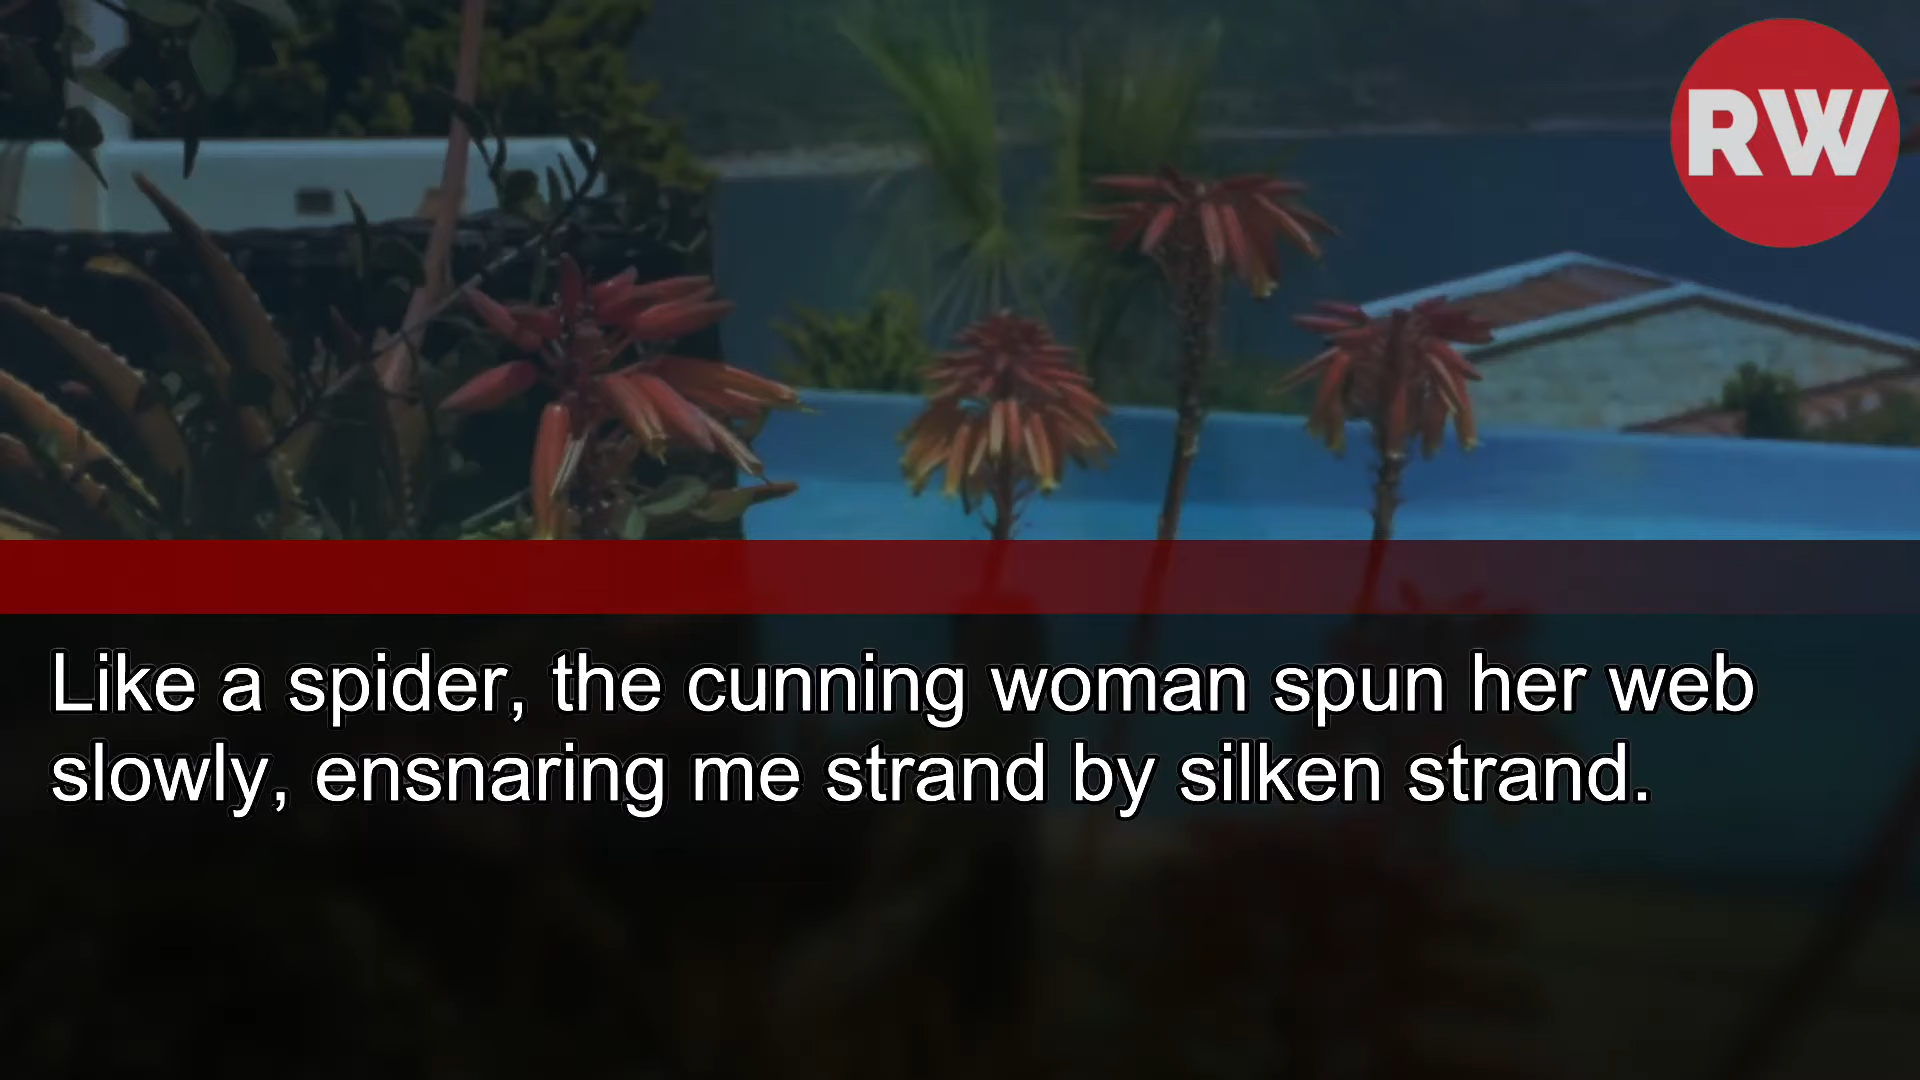 RW
Like a spider, the cunning woman spun her web
slowly, ensnaring me strand by silken strand.